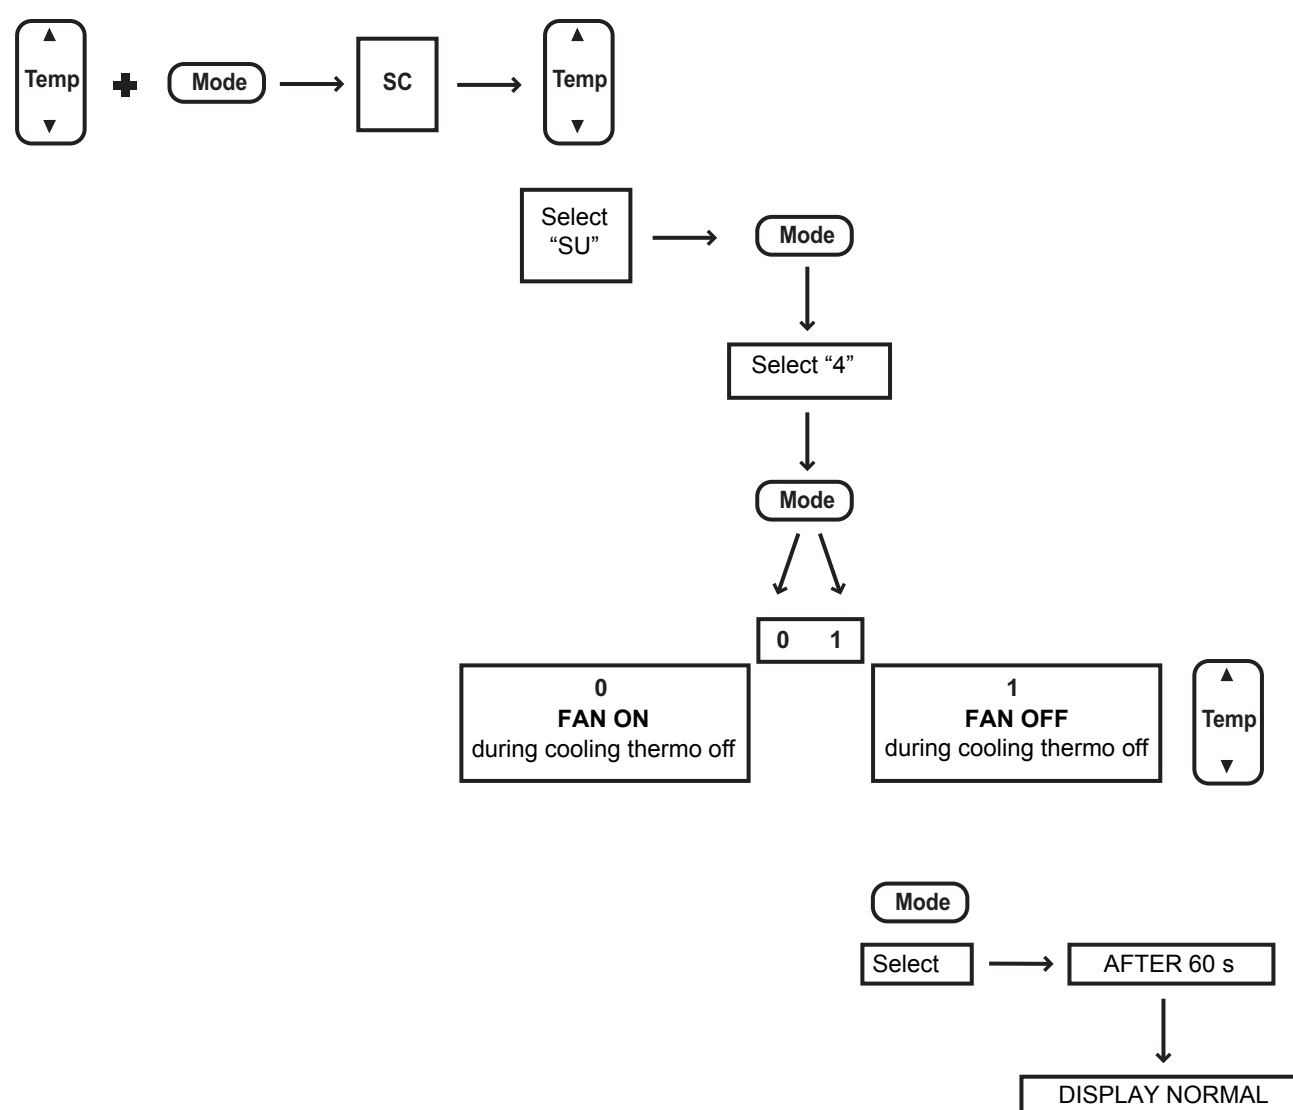 ▲
Temp
▼
Mode
SC
▲
Temp
▼
Select
“SU”
Mode
Select “4”
Mode
0 1
0
FAN ON
during cooling thermo off
1
FAN OFF
during cooling thermo off
▲
Temp
▼
Mode
Select
AFTER 60 s
DISPLAY NORMAL